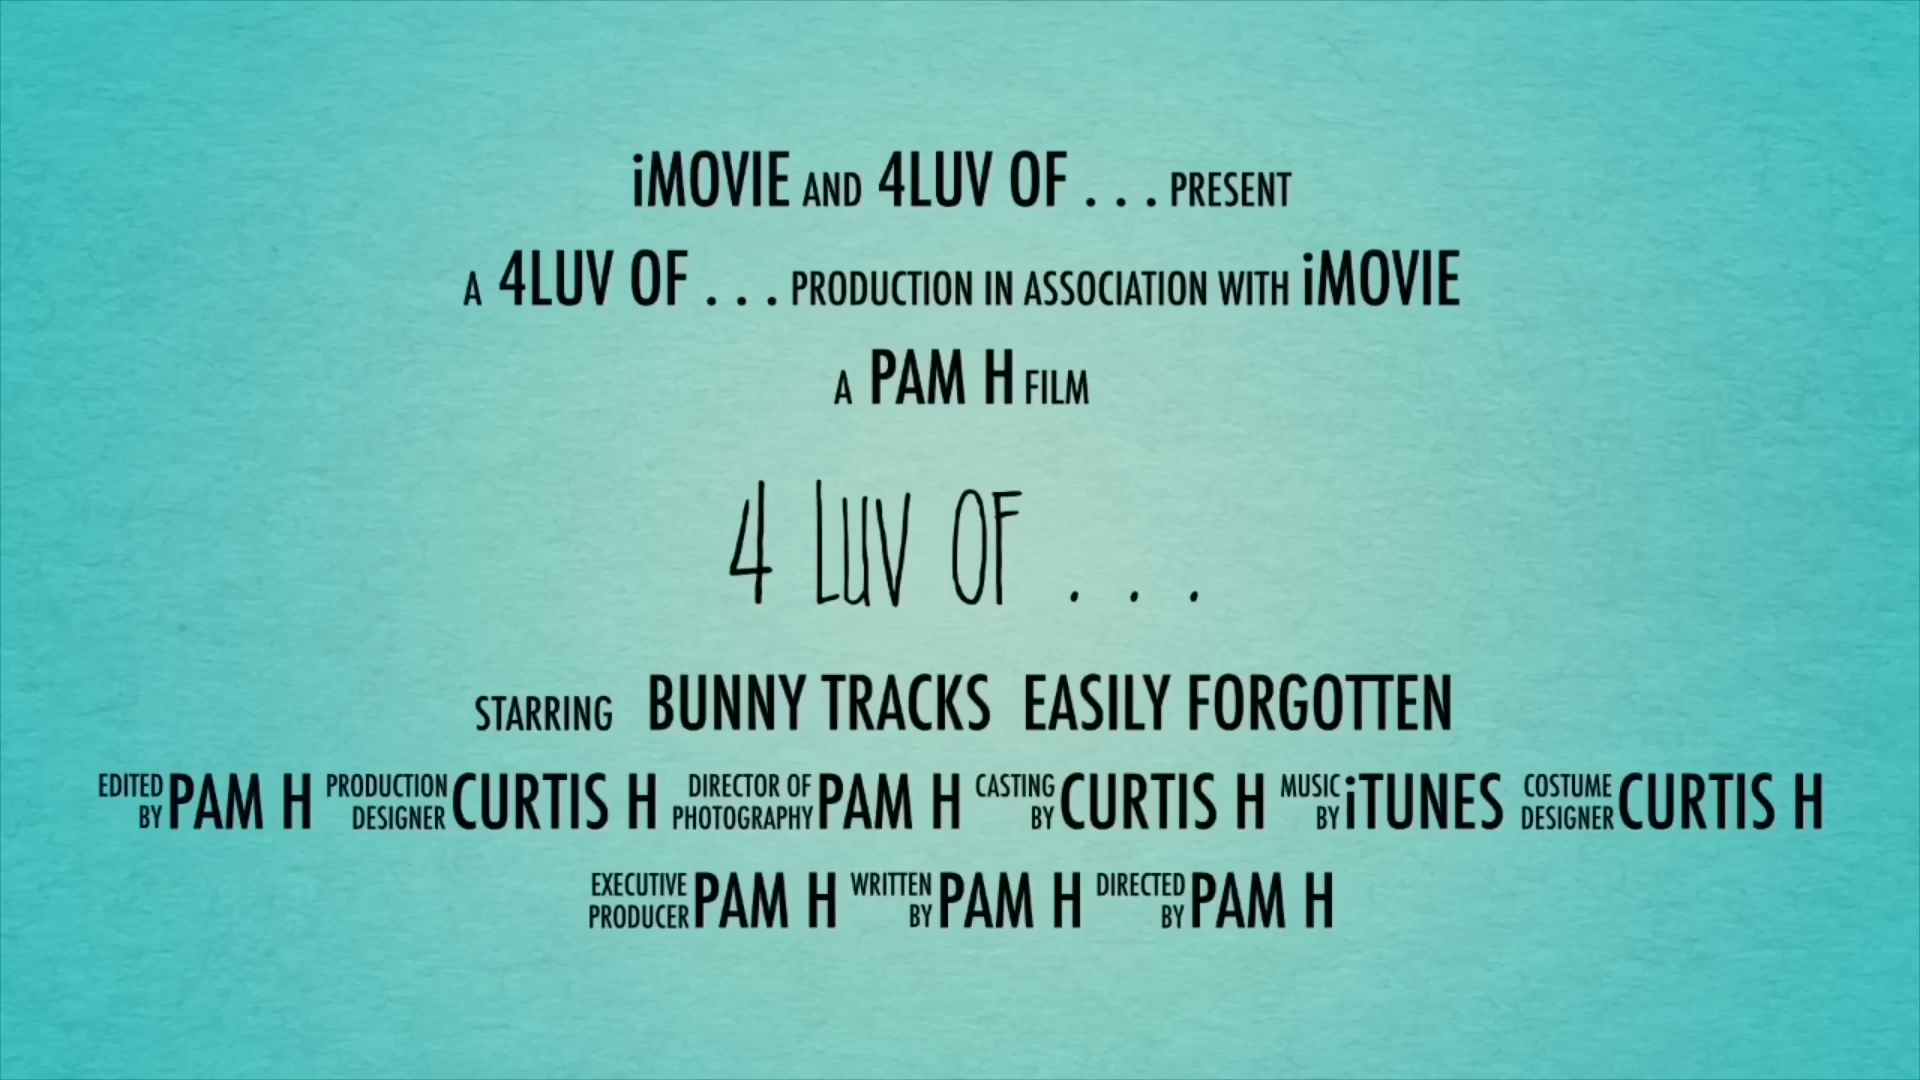 iMOVIE AND 4LUV OF . . . PRESENT
A 4LUV OF . . . PRODUCTION IN ASSOCIATION WITH iMOVIE
A PAM H FILM
4 LUV OF . . .
STARRING BUNNY TRACKS EASILY FORGOTTEN
EDITED BY PAM H PRODUCTION DESIGNER CURTIS H DIRECTOR OF PHOTOGRAPHY PAM H CASTING BY CURTIS H MUSIC BY iTUNES COSTUME DESIGNER CURTIS H
EXECUTIVE PRODUCER PAM H WRITTEN BY PAM H DIRECTED BY PAM H